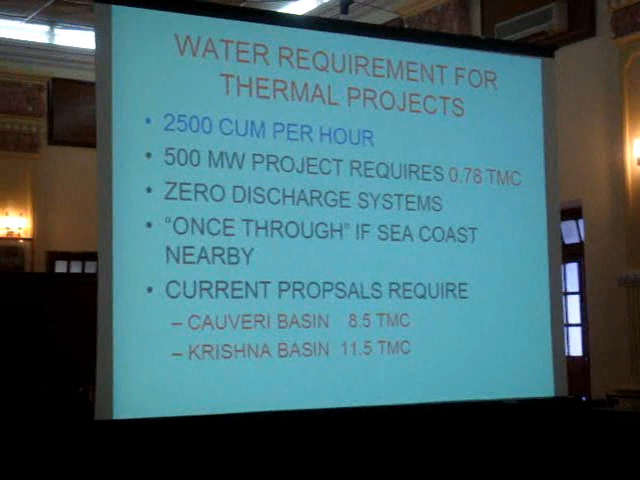 WATER REQUIREMENT FOR
THERMAL PROJECTS
• 2500 CUM PER HOUR
• 500 MW PROJECT REQUIRES 0.78 TMC
• ZERO DISCHARGE SYSTEMS
• “ONCE THROUGH” IF SEA COAST
NEARBY
• CURRENT PROPSALS REQUIRE
– CAUVERI BASIN 8.5 TMC
– KRISHNA BASIN 11.5 TMC